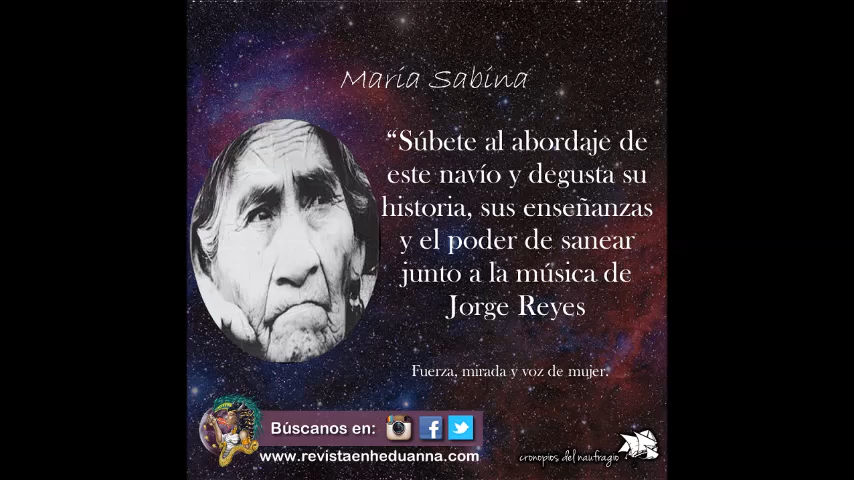 María Sabina
“Súbete al abordaje de
este navío y degusta su
historia, sus enseñanzas
y el poder de sanear
junto a la música de
Jorge Reyes
Fuerza, mirada y voz de mujer.
Búscanos en:
www.revistaenheduanna.com
cronopios del naufragio